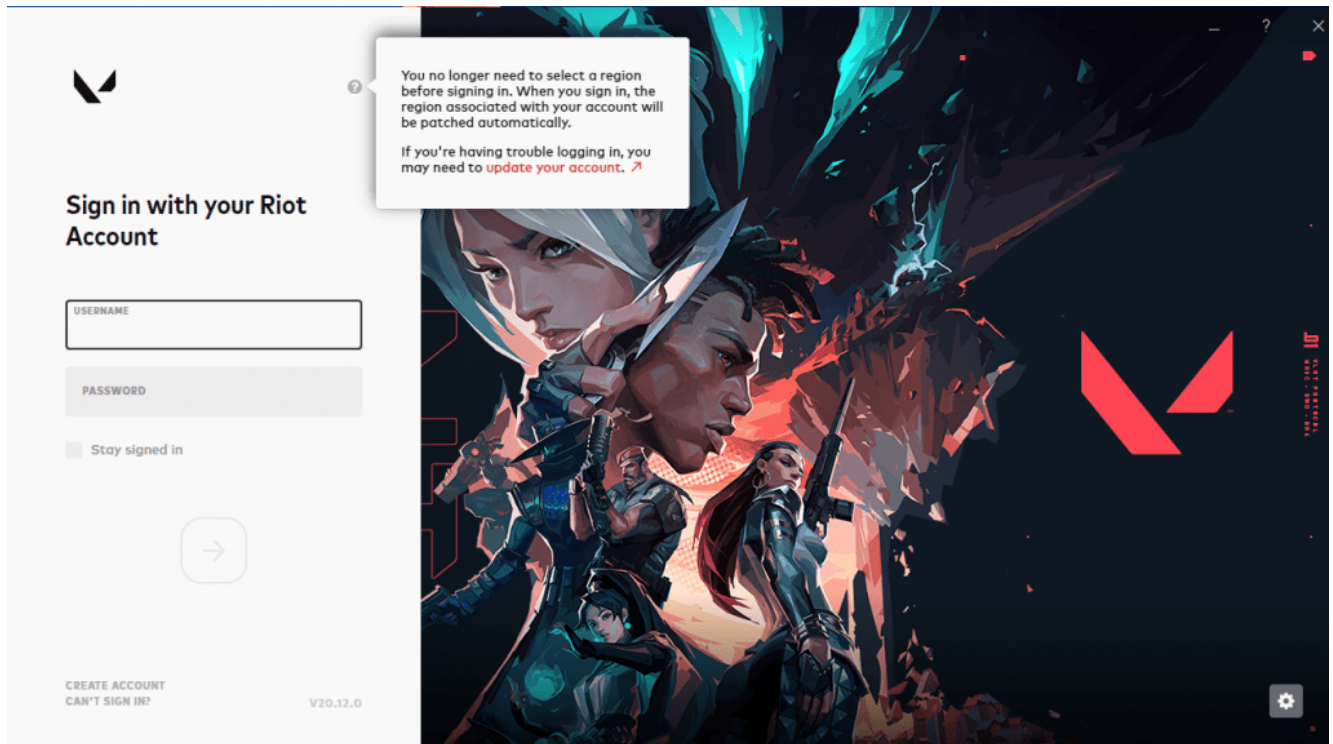 You no longer need to select a region
before signing in. When you sign in, the
region associated with your account will
be patched automatically.
If you're having trouble logging in, you
may need to update your account. ↗
Sign in with your Riot
Account
USERNAME
PASSWORD
Stay signed in
CREATE ACCOUNT
CAN'T SIGN IN?
V20.12.0